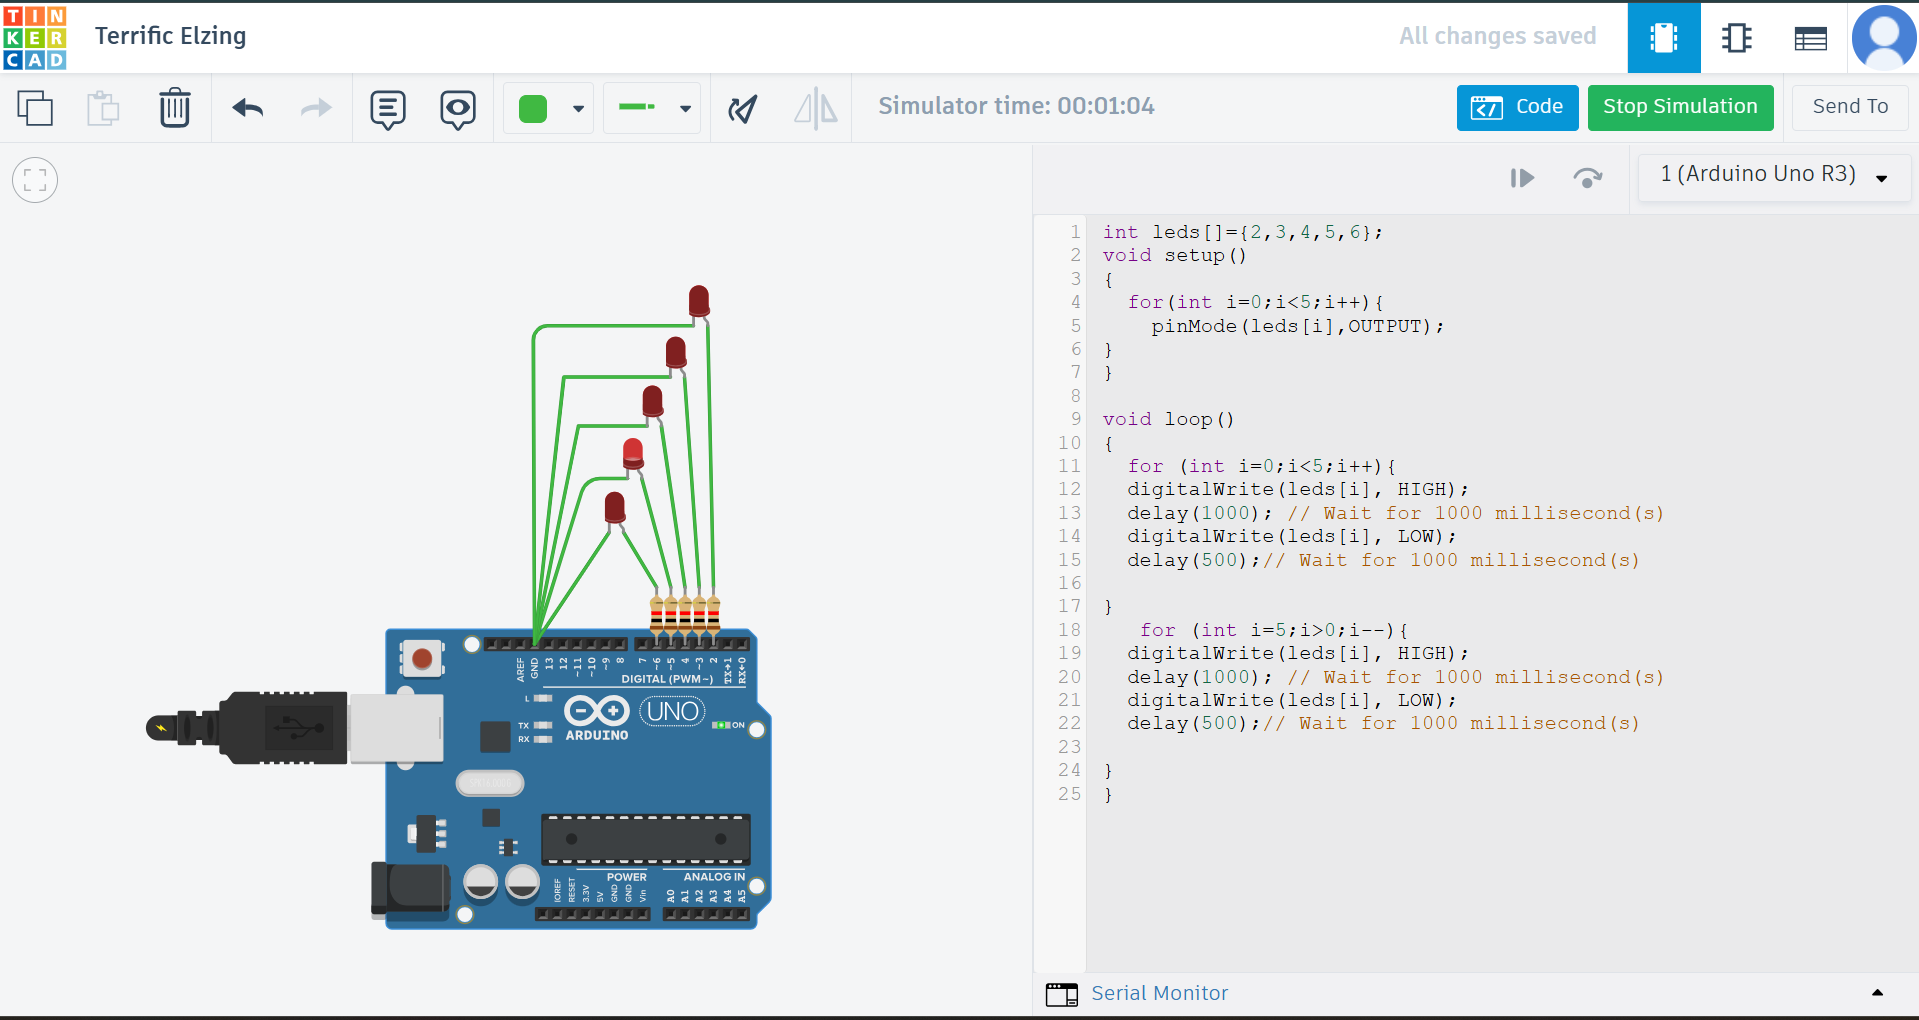 TIN
KER
CAD
Terrific Elzing
All changes saved
Simulator time: 00:01:04
Code
Stop Simulation
Send To
1 (Arduino Uno R3)
1 int leds[]={2,3,4,5,6};
2 void setup()
3 {
4 for(int i=0;i<5;i++){
5 pinMode(leds[i],OUTPUT);
6 }
7 }
8
9 void loop()
10 {
11 for (int i=0;i<5;i++){
12 digitalWrite(leds[i], HIGH);
13 delay(1000); // Wait for 1000 millisecond(s)
14 digitalWrite(leds[i], LOW);
15 delay(500);// Wait for 1000 millisecond(s)
16
17 }
18 for (int i=5;i>0;i--){
19 digitalWrite(leds[i], HIGH);
20 delay(1000); // Wait for 1000 millisecond(s)
21 digitalWrite(leds[i], LOW);
22 delay(500);// Wait for 1000 millisecond(s)
23
24 }
25 }
AREF GND 13 12 ~11 ~10 ~9 8 7 ~6 ~5 4 ~3 2 TX→1 RX←0
DIGITAL (PWM~)
L
TX
RX
ARDUINO
UNO
ON
POWER
ANALOG IN
IOREF RESET 3.3V 5V GND GND Vin A0 A1 A2 A3 A4 A5
Serial Monitor